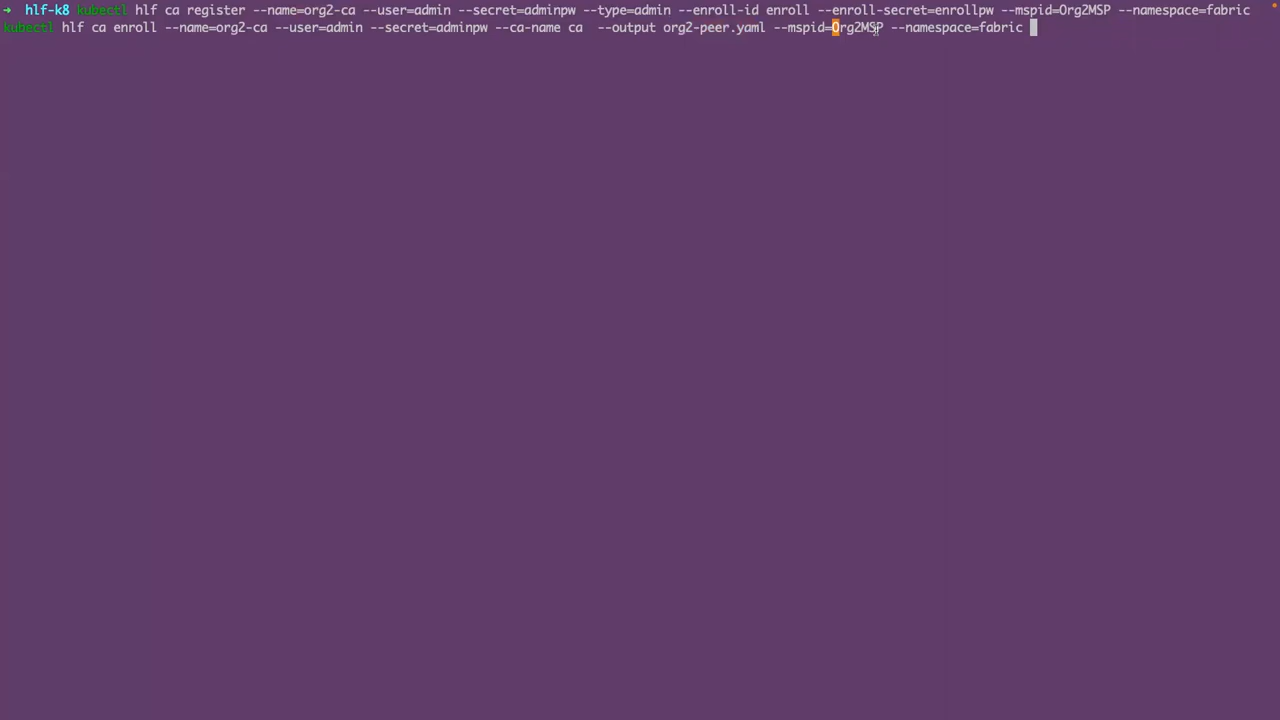 ➜  hlf-k8 kubectl hlf ca register --name=org2-ca --user=admin --secret=adminpw --type=admin --enroll-id enroll --enroll-secret=enrollpw --mspid=Org2MSP --namespace=fabric
kubectl hlf ca enroll --name=org2-ca --user=admin --secret=adminpw --ca-name ca  --output org2-peer.yaml --mspid=Org2MSP --namespace=fabric